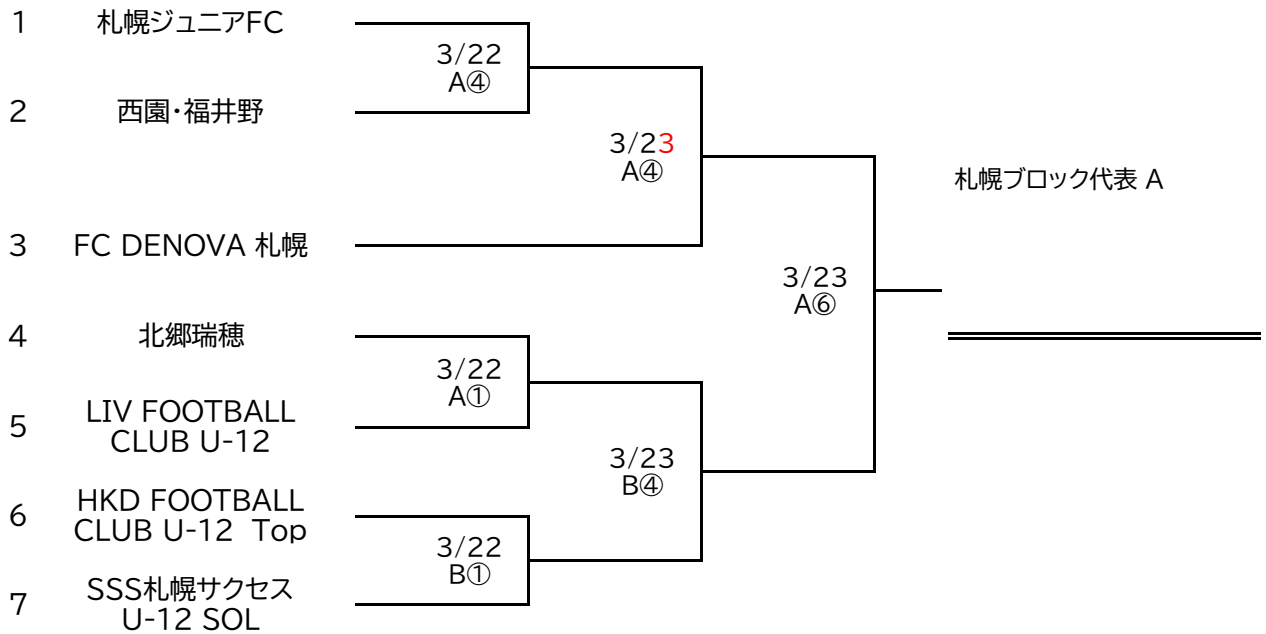 1 札幌ジュニアFC
3/22
A④
2 西園・福井野
3/23
A④
札幌ブロック代表 A
3 FC DENOVA 札幌
3/23
A⑥
4 北郷瑞穂
3/22
A①
5 LIV FOOTBALL
CLUB U-12
3/23
B④
6 HKD FOOTBALL
CLUB U-12 Top
3/22
B①
7 SSS札幌サクセス
U-12 SOL